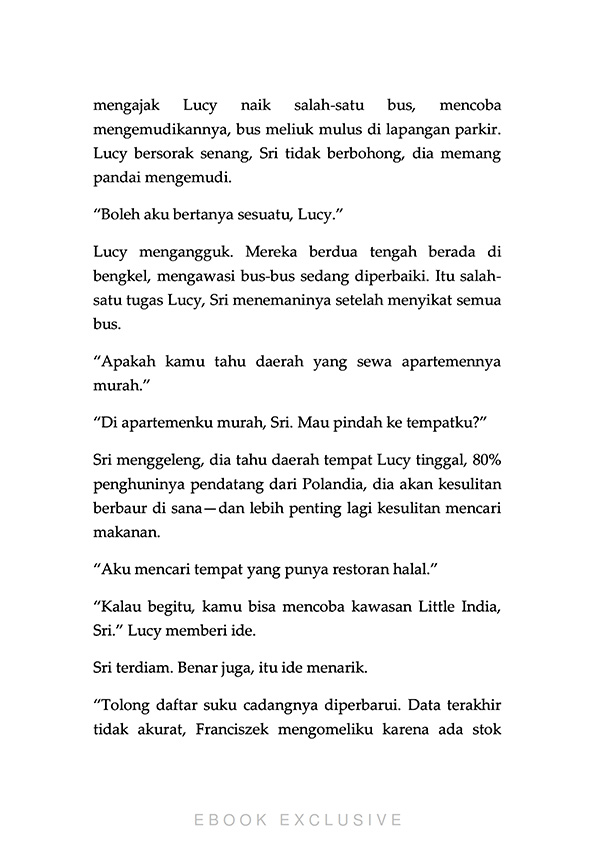 mengajak Lucy naik salah-satu bus, mencoba
mengemudikannya, bus meliuk mulus di lapangan parkir.
Lucy bersorak senang, Sri tidak berbohong, dia memang
pandai mengemudi.
“Boleh aku bertanya sesuatu, Lucy.”
Lucy mengangguk. Mereka berdua tengah berada di
bengkel, mengawasi bus-bus sedang diperbaiki. Itu salah-
satu tugas Lucy, Sri menemaninya setelah menyikat semua
bus.
“Apakah kamu tahu daerah yang sewa apartemennya
murah.”
“Di apartemenku murah, Sri. Mau pindah ke tempatku?”
Sri menggeleng, dia tahu daerah tempat Lucy tinggal, 80%
penghuninya pendatang dari Polandia, dia akan kesulitan
berbaur di sana—dan lebih penting lagi kesulitan mencari
makanan.
“Aku mencari tempat yang punya restoran halal.”
“Kalau begitu, kamu bisa mencoba kawasan Little India,
Sri.” Lucy memberi ide.
Sri terdiam. Benar juga, itu ide menarik.
“Tolong daftar suku cadangnya diperbarui. Data terakhir
tidak akurat, Franciszek mengomeliku karena ada stok
EBOOK EXCLUSIVE